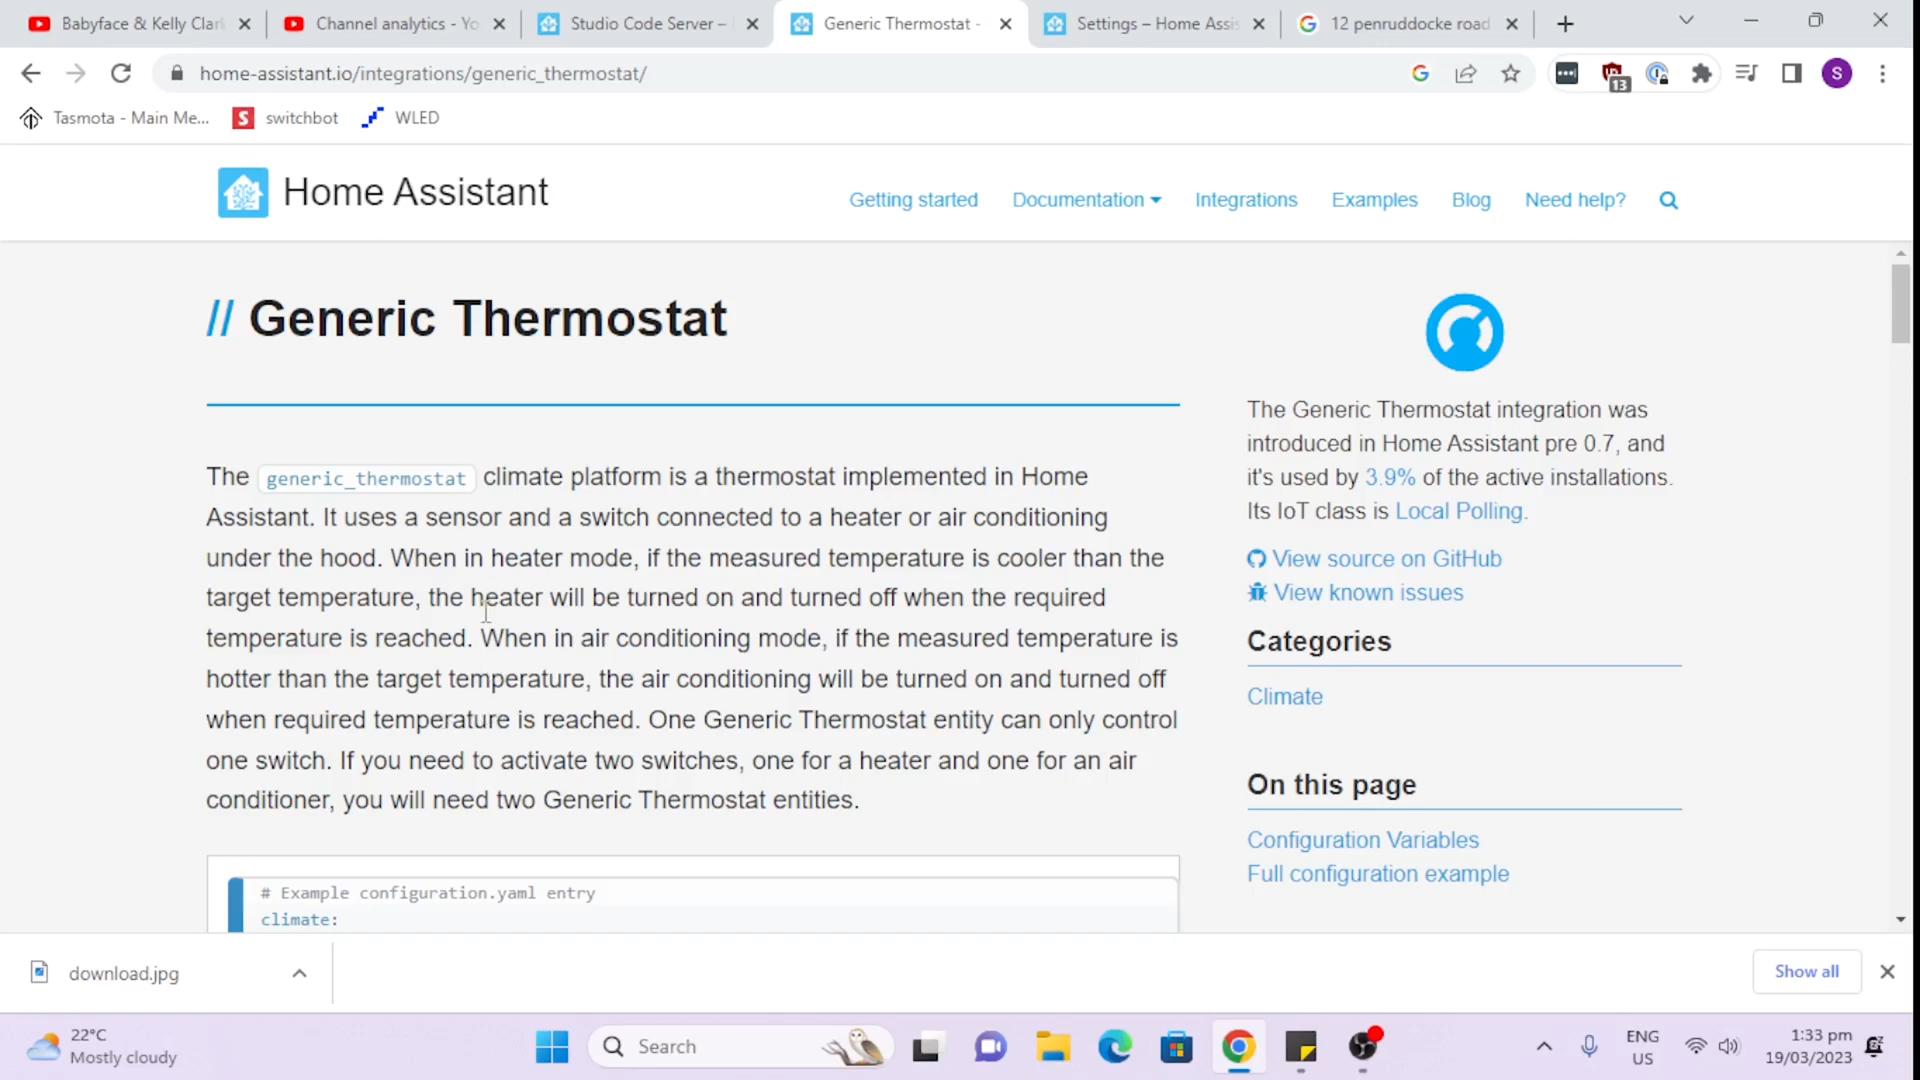 Babyface & Kelly Clar
Channel analytics - Yo
Studio Code Server –
Generic Thermostat -
Settings – Home Assis
12 penruddocke road
home-assistant.io/integrations/generic_thermostat/
13
S
Tasmota - Main Me...
S
switchbot
WLED
Home Assistant
Getting started
Documentation
Integrations
Examples
Blog
Need help?
// Generic Thermostat
The generic_thermostat climate platform is a thermostat implemented in Home
Assistant. It uses a sensor and a switch connected to a heater or air conditioning
under the hood. When in heater mode, if the measured temperature is cooler than the
target temperature, the heater will be turned on and turned off when the required
temperature is reached. When in air conditioning mode, if the measured temperature is
hotter than the target temperature, the air conditioning will be turned on and turned off
when required temperature is reached. One Generic Thermostat entity can only control
one switch. If you need to activate two switches, one for a heater and one for an air
conditioner, you will need two Generic Thermostat entities.
# Example configuration.yaml entry
climate:
The Generic Thermostat integration was
introduced in Home Assistant pre 0.7, and
it's used by 3.9% of the active installations.
Its IoT class is Local Polling.
View source on GitHub
View known issues
Categories
Climate
On this page
Configuration Variables
Full configuration example
download.jpg
Show all
22°C
Mostly cloudy
Search
ENG
US
1:33 pm
19/03/2023